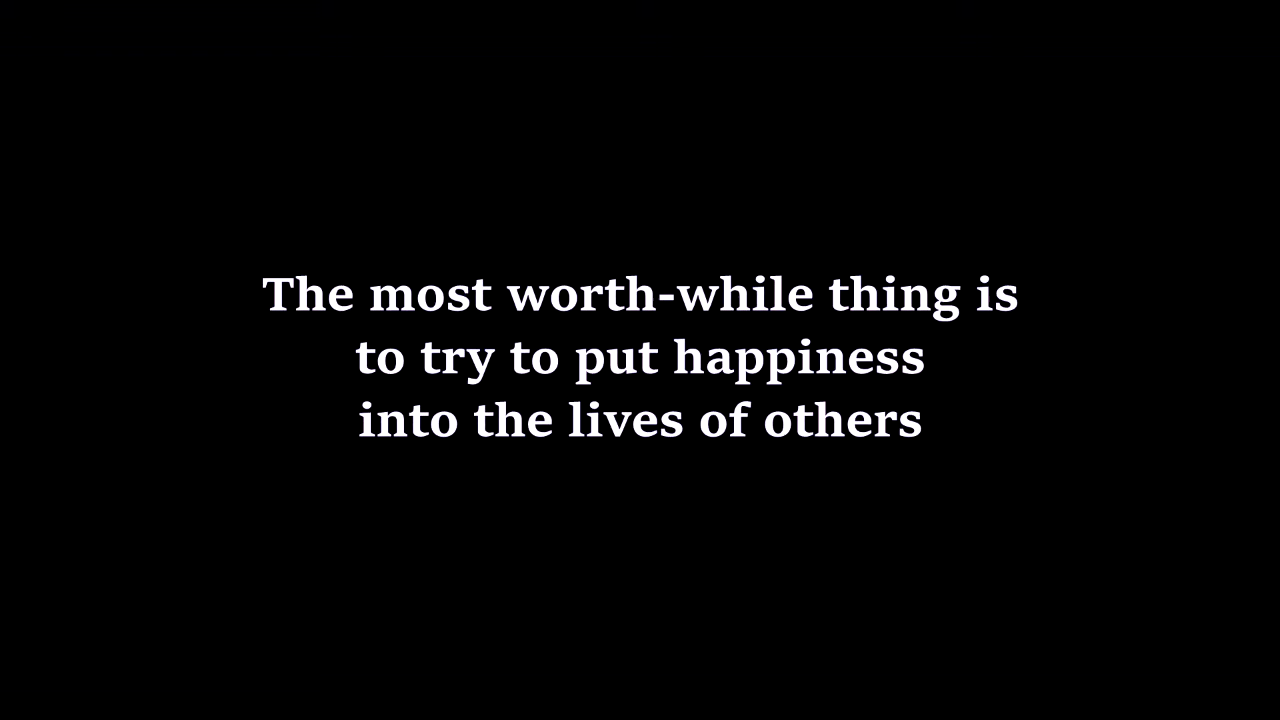 The most worth-while thing is
to try to put happiness
into the lives of others